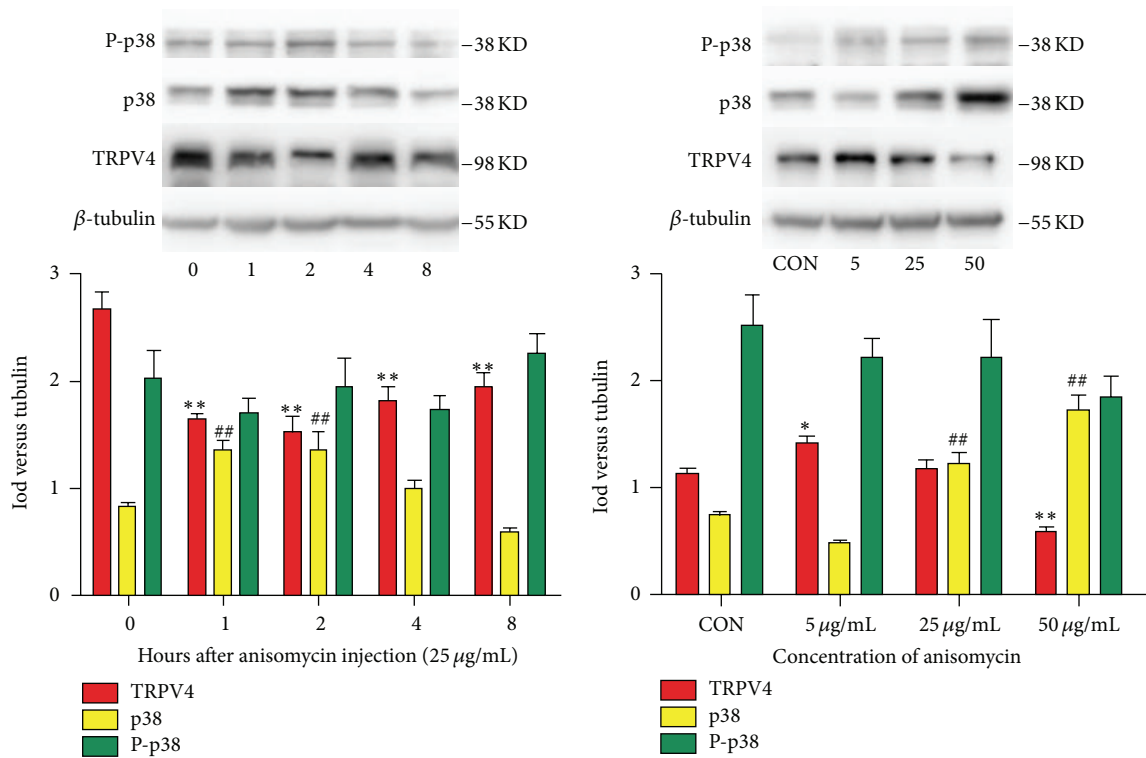 P-p38
–38 KD
p38
–38 KD
TRPV4
–98 KD
β-tubulin
–55 KD
0 1 2 4 8
3
2
1
0
Iod versus tubulin
**
##
**
##
**
**
0 1 2 4 8
Hours after anisomycin injection (25 μg/mL)
TRPV4
p38
P-p38
P-p38
–38 KD
p38
–38 KD
TRPV4
–98 KD
β-tubulin
–55 KD
CON 5 25 50
3
2
1
0
Iod versus tubulin
*
##
**
##
CON 5 μg/mL 25 μg/mL 50 μg/mL
Concentration of anisomycin
TRPV4
p38
P-p38